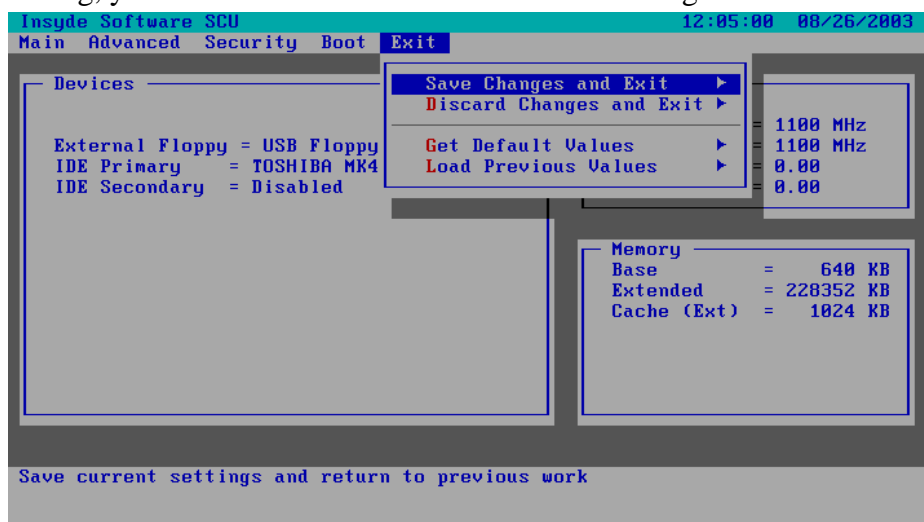 Insyde Software SCU 12:05:00 08/26/2003
Main Advanced Security Boot Exit
Save Changes and Exit ►
Discard Changes and Exit ►
Get Default Values ►
Load Previous Values ►
Devices
External Floppy = USB Floppy
IDE Primary = TOSHIBA MK4
IDE Secondary = Disabled
= 1100 MHz
= 1100 MHz
= 0.00
= 0.00
Memory
Base = 640 KB
Extended = 228352 KB
Cache (Ext) = 1024 KB
Save current settings and return to previous work